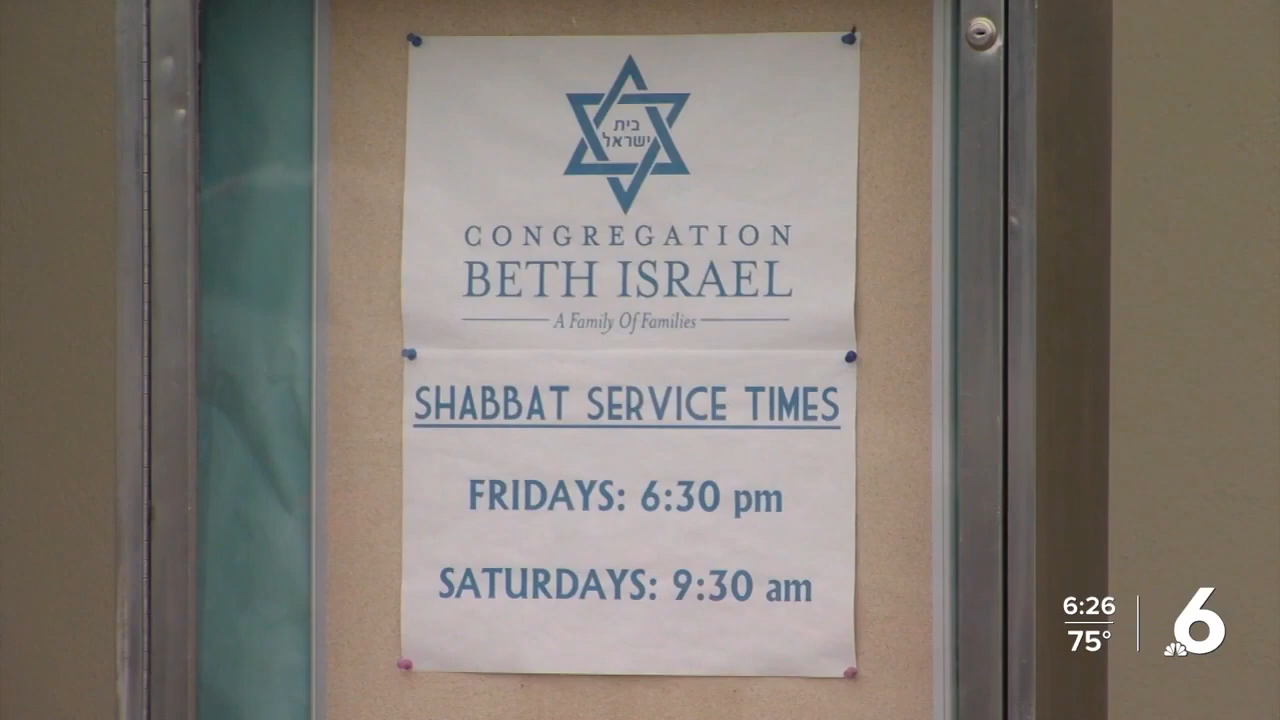 בית
ישראל
CONGREGATION
BETH ISRAEL
A Family Of Families
SHABBAT SERVICE TIMES
FRIDAYS: 6:30 pm
SATURDAYS: 9:30 am
6:26
75°
6